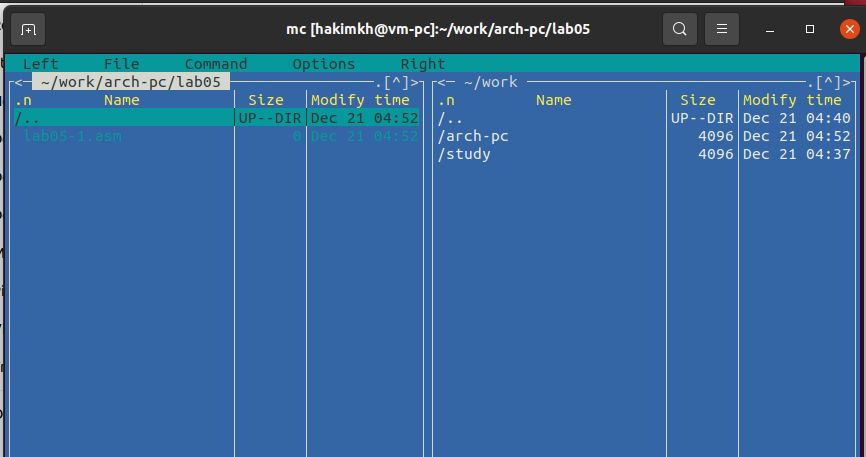 mc [hakimkh@vm-pc]:~/work/arch-pc/lab05
Left File Command Options Right
<─ ~/work/arch-pc/lab05 .[^]>
.n Name Size Modify time
/.. UP--DIR Dec 21 04:52
lab05-1.asm 0 Dec 21 04:52
<─ ~/work .[^]>
.n Name Size Modify time
/.. UP--DIR Dec 21 04:40
/arch-pc 4096 Dec 21 04:52
/study 4096 Dec 21 04:37